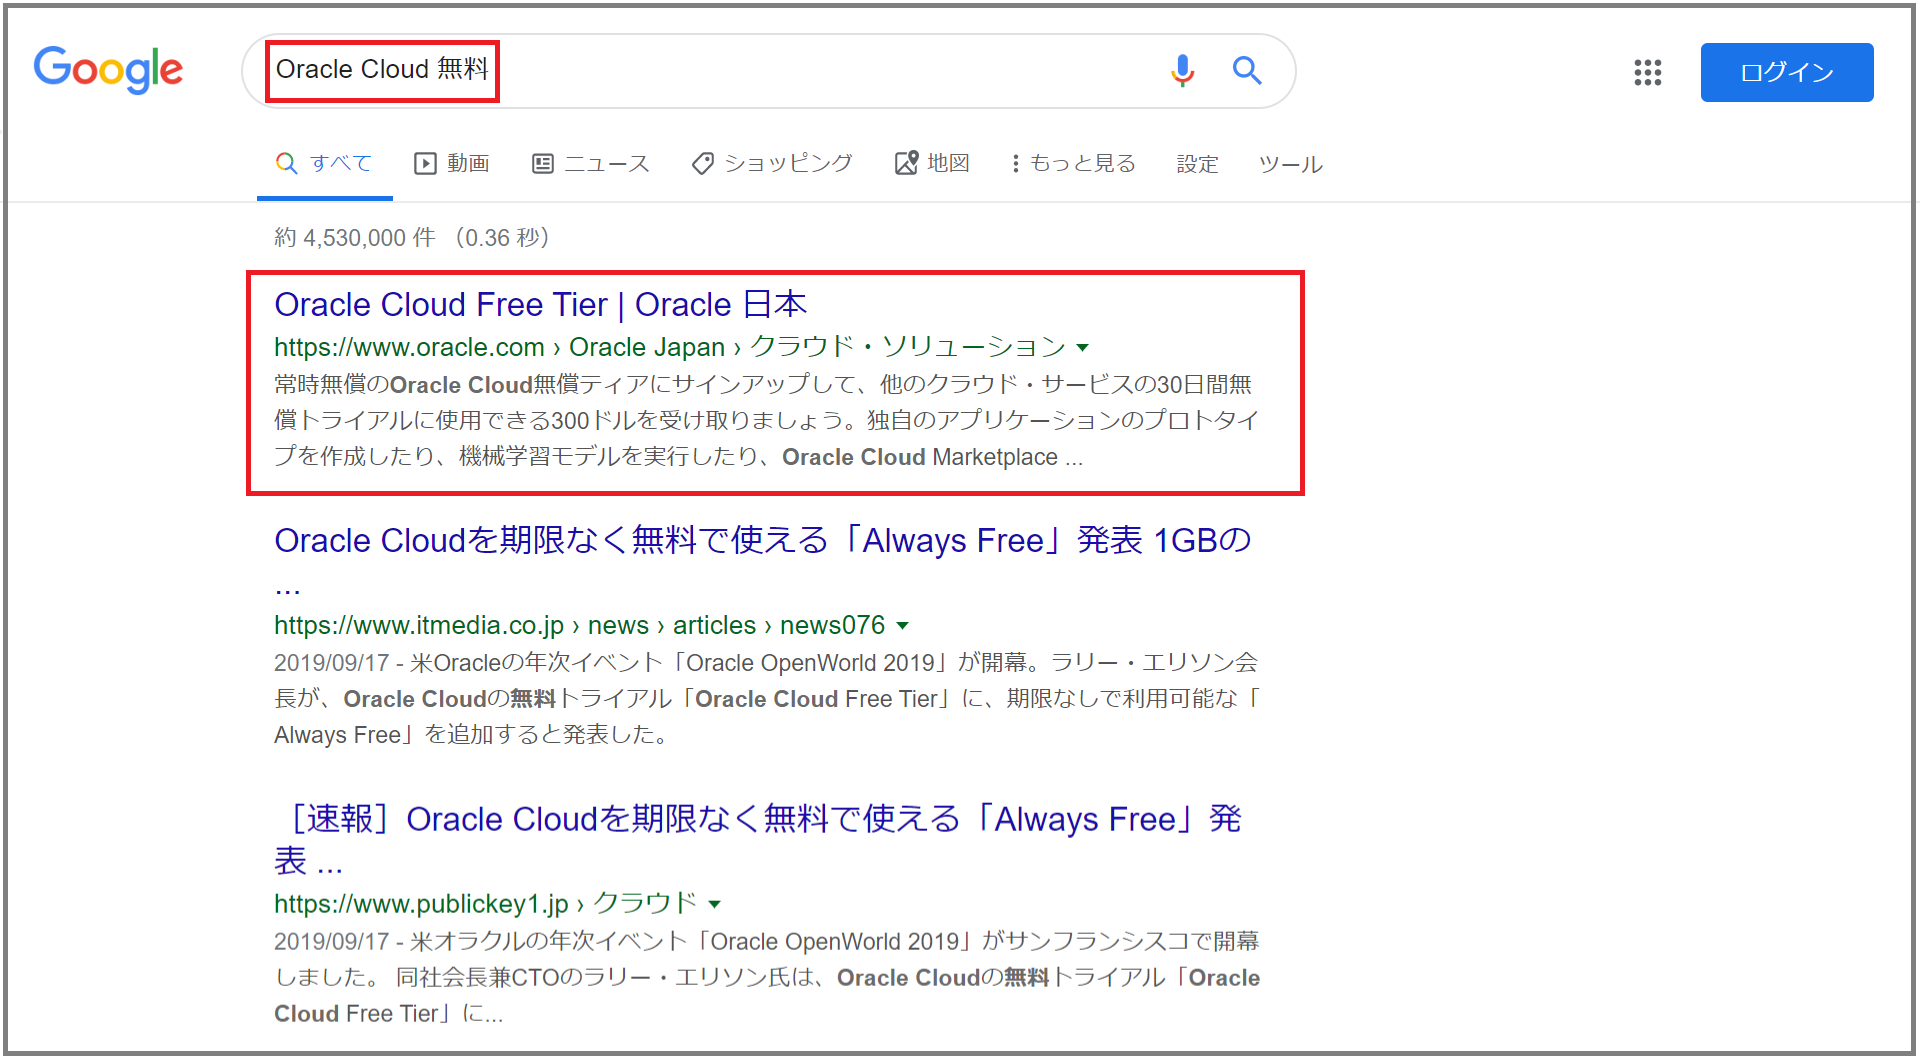 Google
Oracle Cloud 無料
ログイン
すべて 動画 ニュース ショッピング 地図 もっと見る 設定 ツール
約 4,530,000 件 （0.36 秒）
Oracle Cloud Free Tier | Oracle 日本
https://www.oracle.com › Oracle Japan › クラウド・ソリューション
常時無償のOracle Cloud無償ティアにサインアップして、他のクラウド・サービスの30日間無
償トライアルに使用できる300ドルを受け取りましょう。独自のアプリケーションのプロトタイ
プを作成したり、機械学習モデルを実行したり、Oracle Cloud Marketplace ...
Oracle Cloudを期限なく無料で使える「Always Free」発表 1GBの
...
https://www.itmedia.co.jp › news › articles › news076
2019/09/17 - 米Oracleの年次イベント「Oracle OpenWorld 2019」が開幕。ラリー・エリソン会
長が、Oracle Cloudの無料トライアル「Oracle Cloud Free Tier」に、期限なしで利用可能な「
Always Free」を追加すると発表した。
［速報］Oracle Cloudを期限なく無料で使える「Always Free」発
表 ...
https://www.publickey1.jp › クラウド
2019/09/17 - 米オラクルの年次イベント「Oracle OpenWorld 2019」がサンフランシスコで開幕
しました。 同社会長兼CTOのラリー・エリソン氏は、Oracle Cloudの無料トライアル「Oracle
Cloud Free Tier」に...